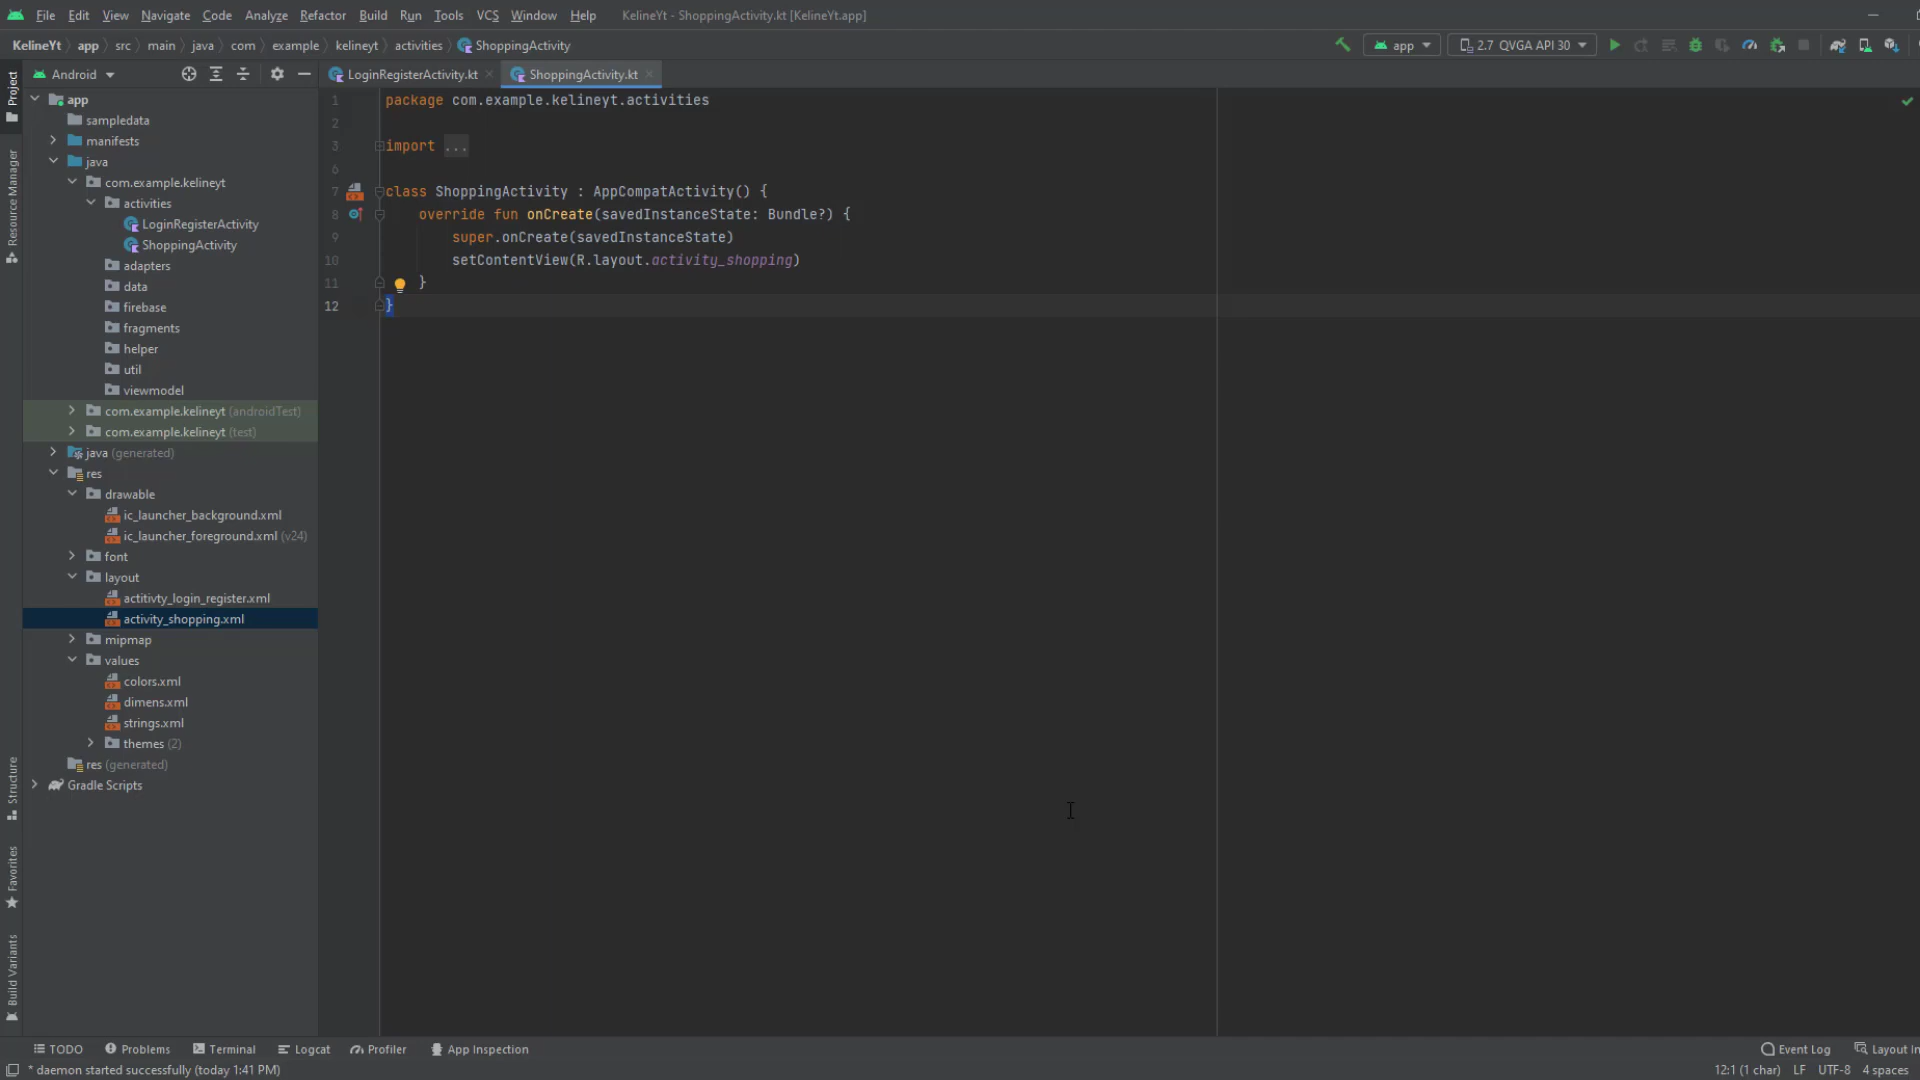 File Edit View Navigate Code Analyze Refactor Build Run Tools VCS Window Help KelineYt - ShoppingActivity.kt [KelineYt.app]
KelineYt app src main java com example kelineyt activities ShoppingActivity app 2.7 QVGA API 30
Project
Resource Manager
Structure
Favorites
Build Variants
Android
app
sampledata
manifests
java
com.example.kelineyt
activities
LoginRegisterActivity
ShoppingActivity
adapters
data
firebase
fragments
helper
util
viewmodel
com.example.kelineyt (androidTest)
com.example.kelineyt (test)
java (generated)
res
drawable
ic_launcher_background.xml
ic_launcher_foreground.xml (v24)
font
layout
actitivty_login_register.xml
activity_shopping.xml
mipmap
values
colors.xml
dimens.xml
strings.xml
themes (2)
res (generated)
Gradle Scripts
LoginRegisterActivity.kt ShoppingActivity.kt
1 package com.example.kelineyt.activities
2
3 import ...
6
7 class ShoppingActivity : AppCompatActivity() {
8 override fun onCreate(savedInstanceState: Bundle?) {
9 super.onCreate(savedInstanceState)
10 setContentView(R.layout.activity_shopping)
11 }
12 }
TODO Problems Terminal Logcat Profiler App Inspection Event Log Layout In
* daemon started successfully (today 1:41 PM) 12:1 (1 char) LF UTF-8 4 spaces